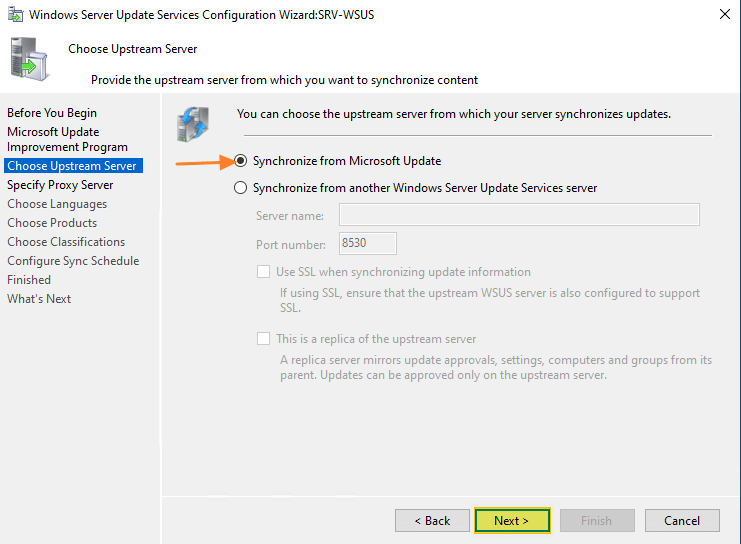 Windows Server Update Services Configuration Wizard:SRV-WSUS
Choose Upstream Server
Provide the upstream server from which you want to synchronize content
Before You Begin
Microsoft Update
Improvement Program
Choose Upstream Server
Specify Proxy Server
Choose Languages
Choose Products
Choose Classifications
Configure Sync Schedule
Finished
What's Next
You can choose the upstream server from which your server synchronizes updates.
Synchronize from Microsoft Update
Synchronize from another Windows Server Update Services server
Server name:
Port number: 8530
Use SSL when synchronizing update information
If using SSL, ensure that the upstream WSUS server is also configured to support
SSL.
This is a replica of the upstream server
A replica server mirrors update approvals, settings, computers and groups from its
parent. Updates can be approved only on the upstream server.
< Back
Next >
Finish
Cancel